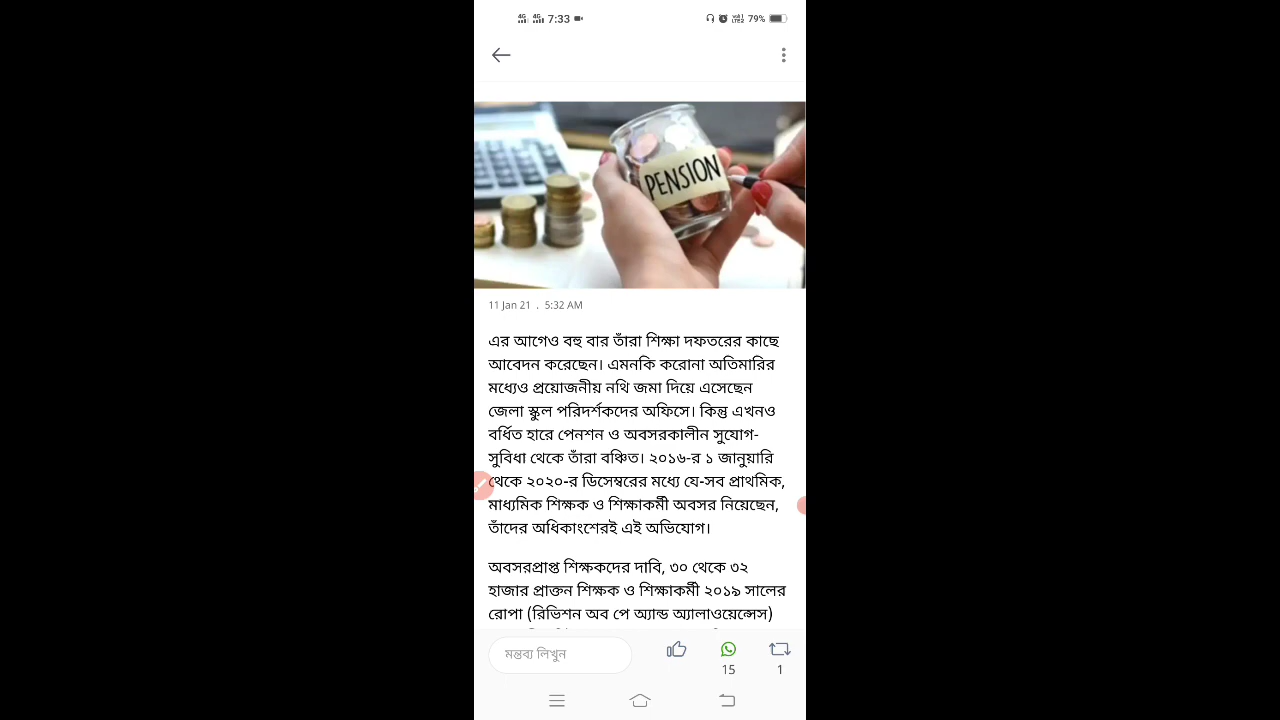 4G 4G 7:33 79%
PENSION
11 Jan 21 . 5:32 AM
এর আগেও বহু বার তাঁরা শিক্ষা দফতরের কাছে
আবেদন করেছেন। এমনকি করোনা অতিমারির
মধ্যেও প্রয়োজনীয় নথি জমা দিয়ে এসেছেন
জেলা স্কুল পরিদর্শকদের অফিসে। কিন্তু এখনও
বর্ধিত হারে পেনশন ও অবসরকালীন সুযোগ-
সুবিধা থেকে তাঁরা বঞ্চিত। ২০১৬-র ১ জানুয়ারি
থেকে ২০২০-র ডিসেম্বরের মধ্যে যে-সব প্রাথমিক,
মাধ্যমিক শিক্ষক ও শিক্ষাকর্মী অবসর নিয়েছেন,
তাঁদের অধিকাংশেরই এই অভিযোগ।
অবসরপ্রাপ্ত শিক্ষকদের দাবি, ৩০ থেকে ৩২
হাজার প্রাক্তন শিক্ষক ও শিক্ষাকর্মী ২০১৯ সালের
রোপা (রিভিশন অব পে অ্যান্ড অ্যালাওয়েন্সেস)
মন্তব্য লিখুন
15 1